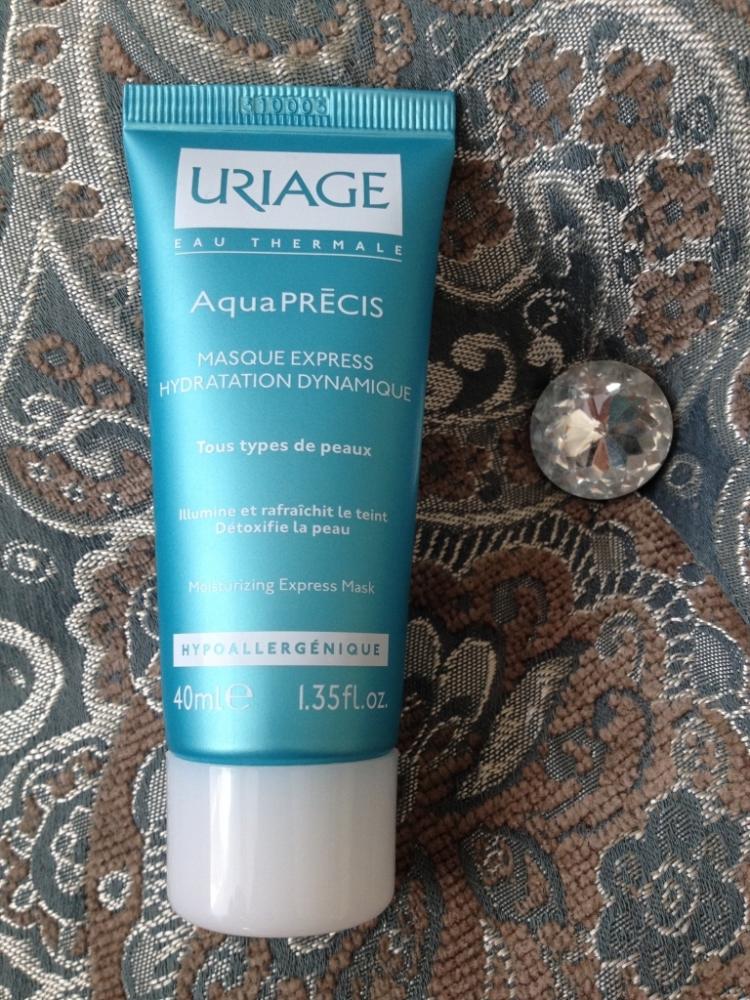 URIAGE
EAU THERMALE
AquaPRĒCIS
MASQUE EXPRESS
HYDRATATION DYNAMIQUE
Tous types de peaux
Illumine et rafraîchit le teint
Détoxifie la peau
Moisturizing Express Mask
HYPOALLERGÉNIQUE
40ml℮ 1.35fl.oz.